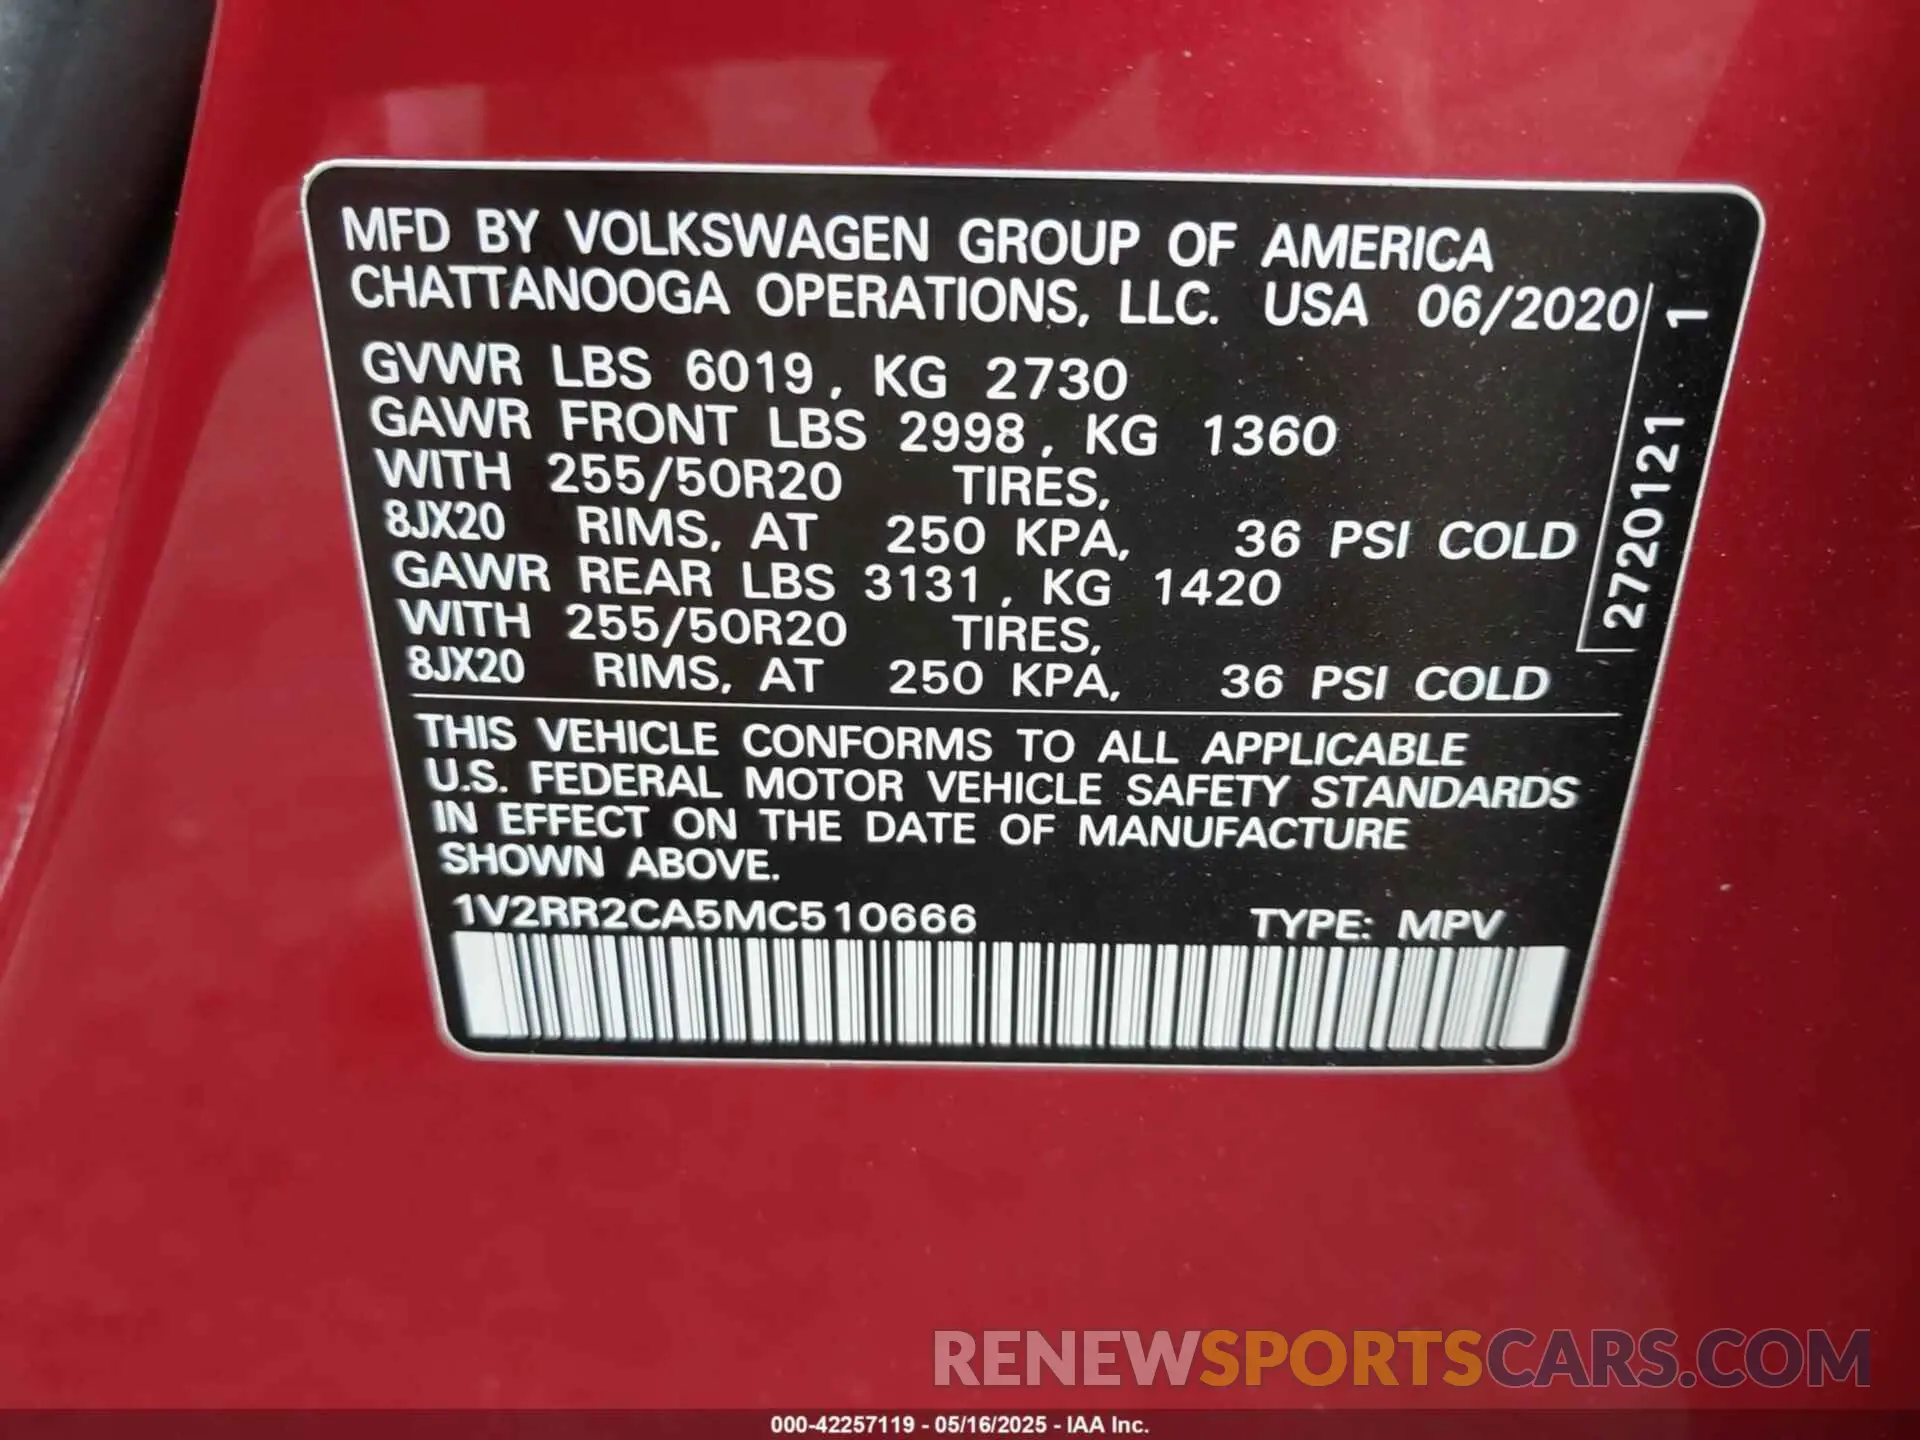 MFD BY VOLKSWAGEN GROUP OF AMERICA
CHATTANOOGA OPERATIONS, LLC. USA 06/2020
GVWR LBS 6019, KG 2730
GAWR FRONT LBS 2998, KG 1360
WITH 255/50R20 TIRES,
8JX20 RIMS, AT 250 KPA, 36 PSI COLD
GAWR REAR LBS 3131, KG 1420
WITH 255/50R20 TIRES,
8JX20 RIMS, AT 250 KPA, 36 PSI COLD
2720121 1
THIS VEHICLE CONFORMS TO ALL APPLICABLE
U.S. FEDERAL MOTOR VEHICLE SAFETY STANDARDS
IN EFFECT ON THE DATE OF MANUFACTURE
SHOWN ABOVE.
1V2RR2CA5MC510666 TYPE: MPV
RENEWSPORTSCARS.COM
000-42257119 - 05/16/2025 - IAA Inc.